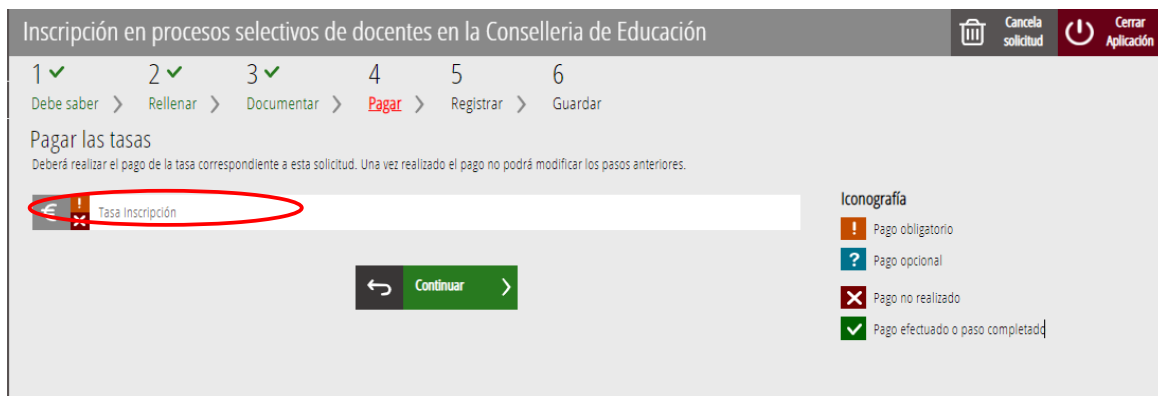 Inscripción en procesos selectivos de docentes en la Conselleria de Educación
Cancela
solicitud
Cerrar
Aplicación
1 2 3 4 5 6
Debe saber Rellenar Documentar Pagar Registrar Guardar
Pagar las tasas
Deberá realizar el pago de la tasa correspondiente a esta solicitud. Una vez realizado el pago no podrá modificar los pasos anteriores.
€ ! Tasa Inscripción
Continuar
Iconografía
! Pago obligatorio
? Pago opcional
Pago no realizado
Pago efectuado o paso completado